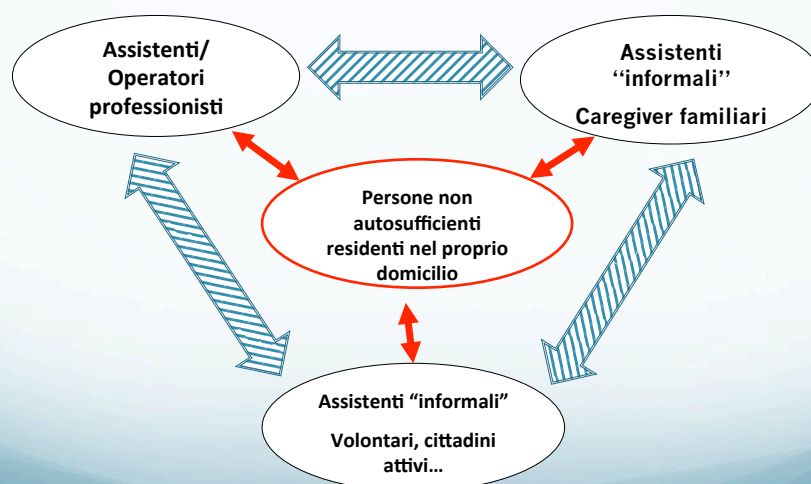 Assistenti/
Operatori
professionisti
Assistenti
‘‘informali’’
Caregiver familiari
Persone non
autosufficienti
residenti nel proprio
domicilio
Assistenti “informali”
Volontari, cittadini
attivi...